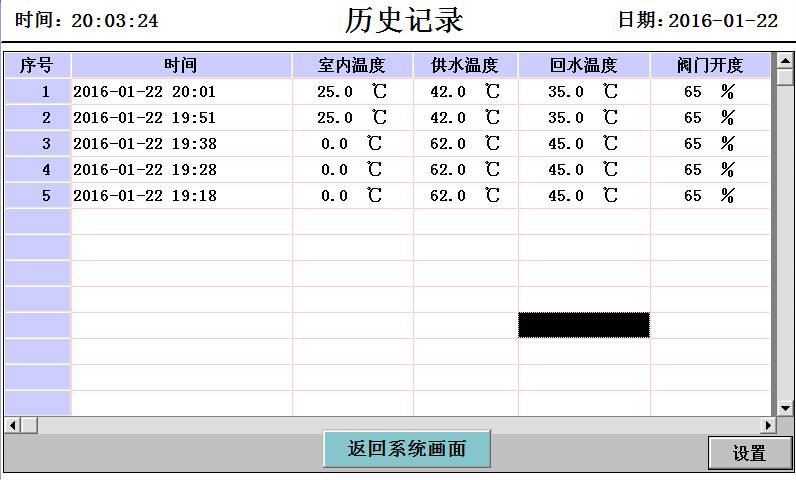 时间：20:03:24 历史记录 日期：2016-01-22
序号 时间 室内温度 供水温度 回水温度 阀门开度
1 2016-01-22 20:01 25.0 ℃ 42.0 ℃ 35.0 ℃ 65 %
2 2016-01-22 19:51 25.0 ℃ 42.0 ℃ 35.0 ℃ 65 %
3 2016-01-22 19:38 0.0 ℃ 62.0 ℃ 45.0 ℃ 65 %
4 2016-01-22 19:28 0.0 ℃ 62.0 ℃ 45.0 ℃ 65 %
5 2016-01-22 19:18 0.0 ℃ 62.0 ℃ 45.0 ℃ 65 %
返回系统画面
设置